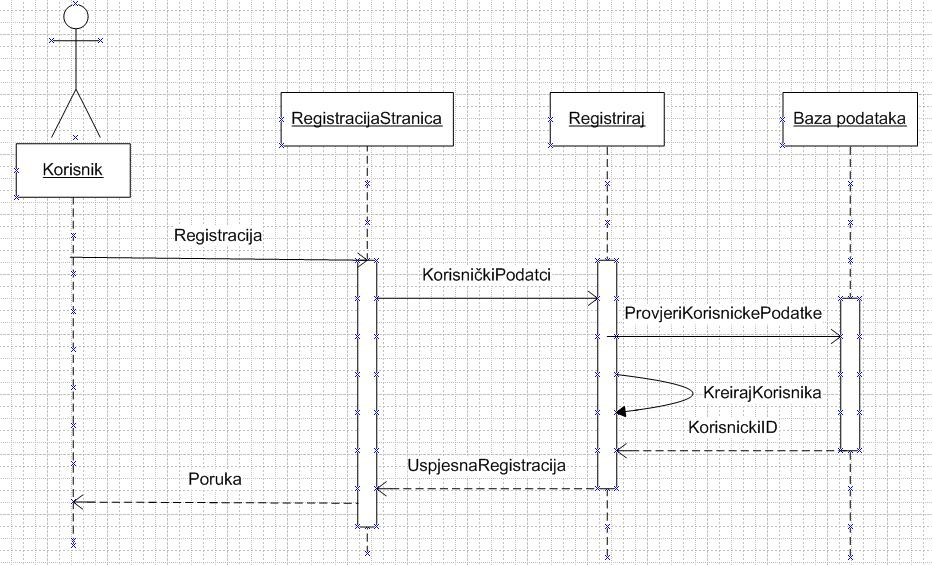 RegistracijaStranica
Registriraj
Baza podataka
Korisnik
Registracija
KorisničkiPodatci
ProvjeriKorisnickePodatke
KreirajKorisnika
KorisnickiID
UspjesnaRegistracija
Poruka